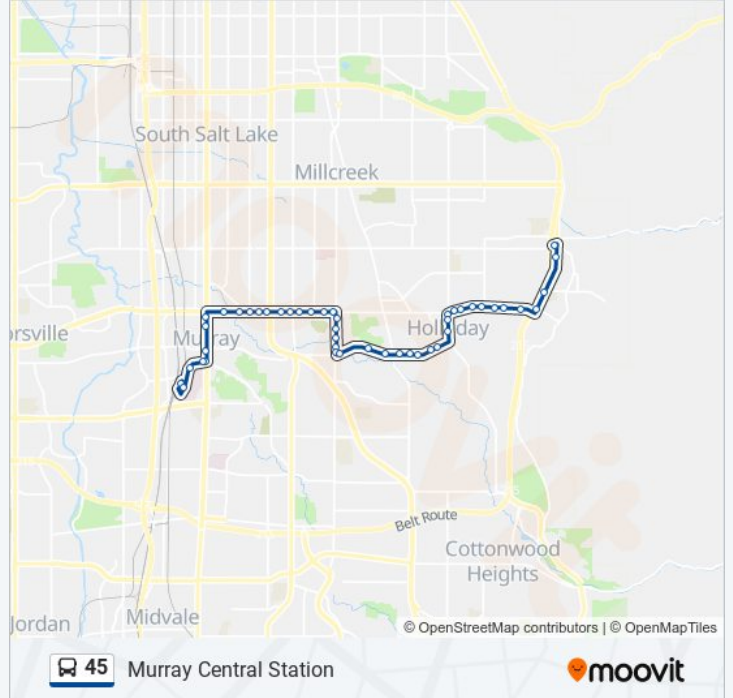 South Salt Lake
Millcreek
orsville
Murray
Holladay
Belt Route
Cottonwood
Heights
Jordan
Midvale
© OpenStreetMap contributors | © OpenMapTiles
45 Murray Central Station
moovit